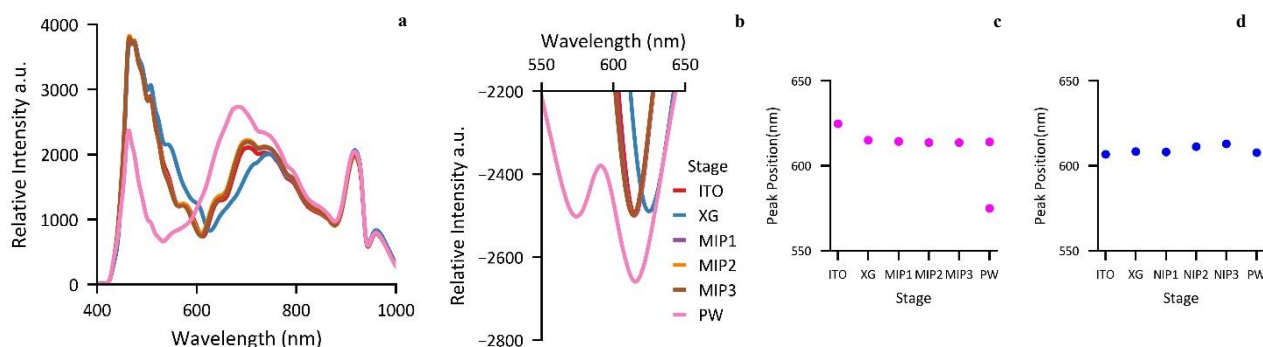 a
Relative Intensity a.u.
4000
3000
2000
1000
0
400
600
800
1000
Wavelength (nm)
b
Wavelength (nm)
550
600
650
Relative Intensity a.u.
−2200
−2400
−2600
−2800
Stage
ITO
XG
MIP1
MIP2
MIP3
PW
c
Peak Position(nm)
650
600
550
ITO
XG
MIP1
MIP2
MIP3
PW
Stage
d
Peak Position(nm)
650
600
550
ITO
XG
NIP1
NIP2
NIP3
PW
Stage